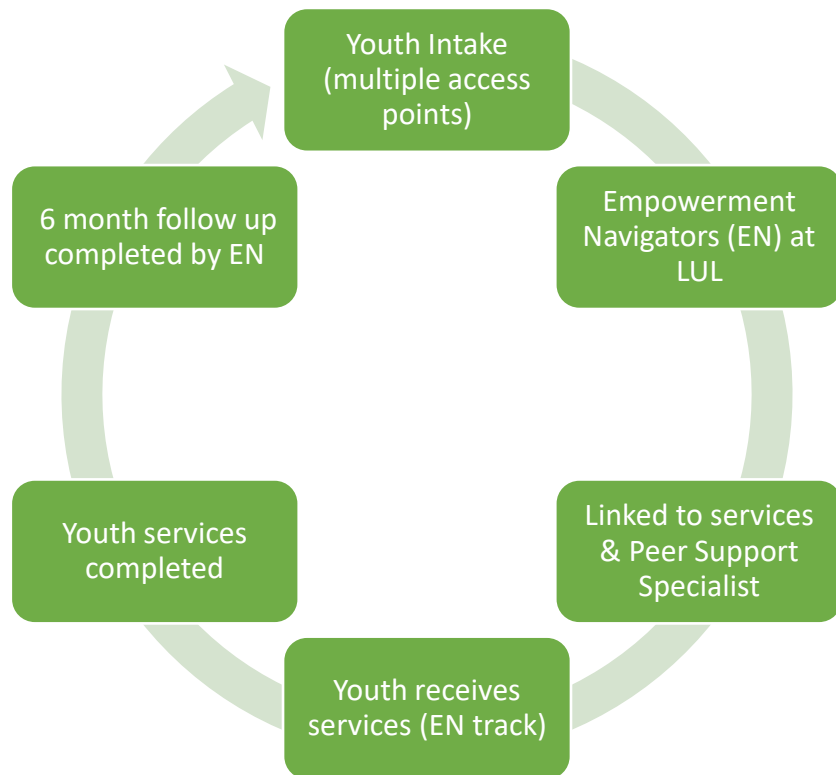 Youth Intake
(multiple access
points)
Empowerment
Navigators (EN) at
LUL
Linked to services
& Peer Support
Specialist
Youth receives
services (EN track)
Youth services
completed
6 month follow up
completed by EN